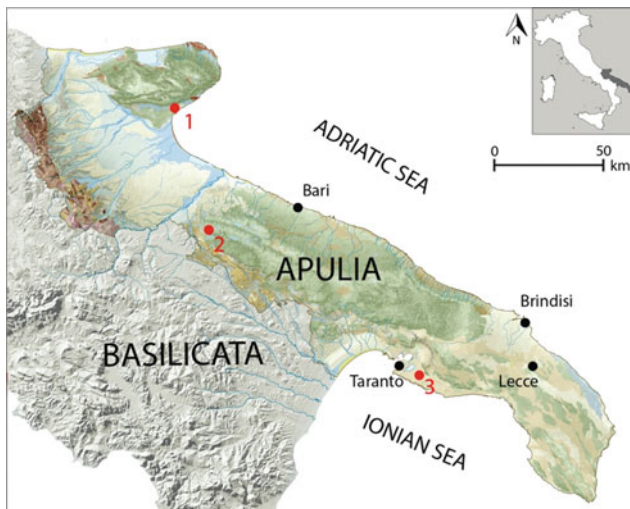 N
0 50
km
1
ADRIATIC SEA
Bari
2
APULIA
Brindisi
BASILICATA
Taranto
3
Lecce
IONIAN SEA